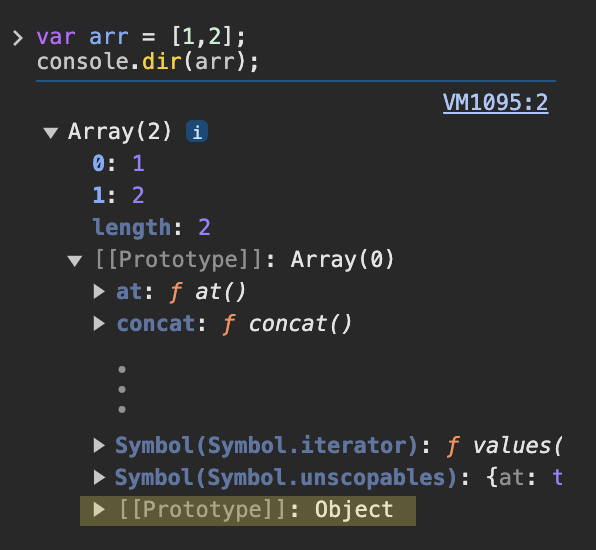 var arr = [1,2];
console.dir(arr);
VM1095:2
Array(2) i
0: 1
1: 2
length: 2
[[Prototype]]: Array(0)
at: ƒ at()
concat: ƒ concat()
Symbol(Symbol.iterator): ƒ values(
Symbol(Symbol.unscopables): {at: t
[[Prototype]]: Object